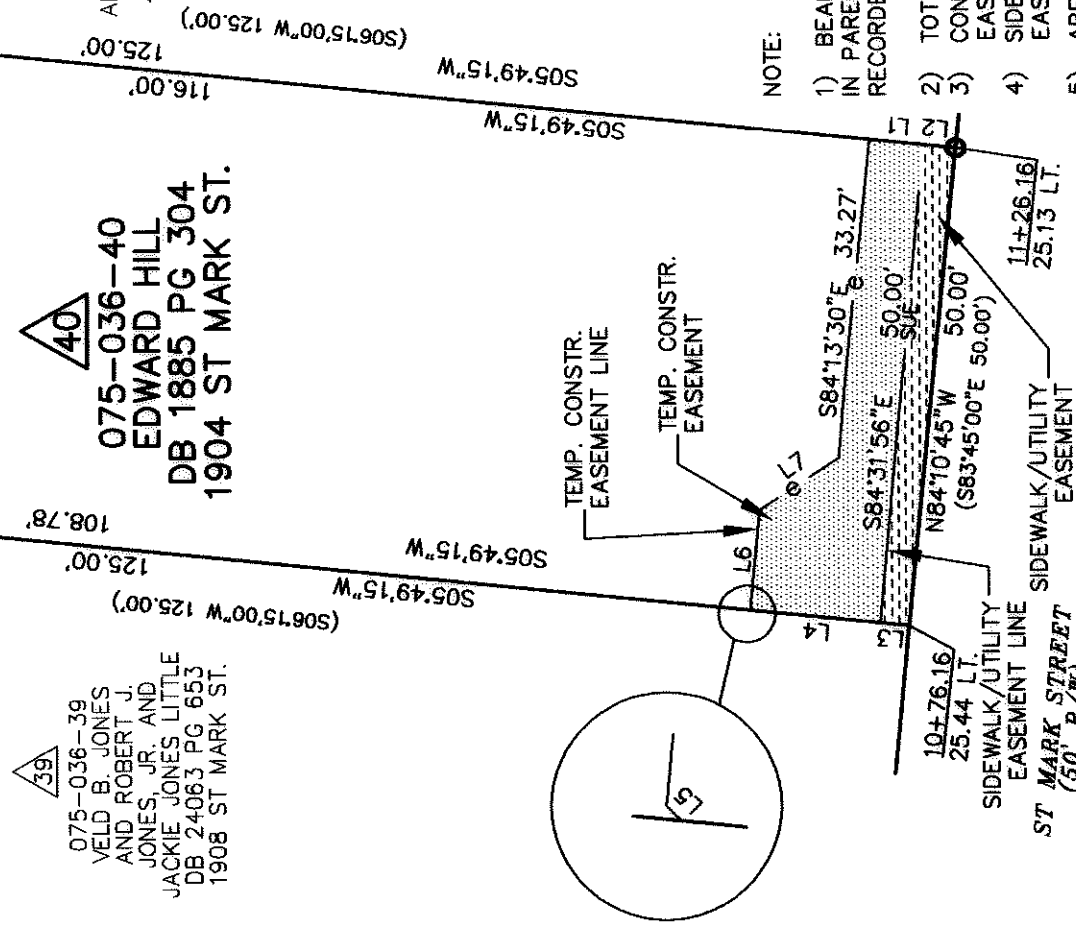 39
075-036-39
VELD B. JONES
AND ROBERT J.
JONES, JR. AND
JACKIE JONES LITTLE
DB 24063 PG 653
1908 ST MARK ST.
40
075-036-40
EDWARD HILL
DB 1885 PG 304
1904 ST MARK ST.
(S06°15'00"W 125.00')
125.00'
116.00'
S05°49'15"W
S05°49'15"W
108.78'
125.00'
S05°49'15"W
S05°49'15"W
(S06°15'00"W 125.00')
TEMP. CONSTR.
EASEMENT LINE
TEMP. CONSTR.
EASEMENT
L6
L7
e
S84°13'30"E 33.27'
e
L1
L2
L3
L4
L5
S84°31'56"E 50.00'
SUE
N84°10'45"W 50.00'
(S83°45'00"E 50.00')
10+76.16
25.44 LT.
11+26.16
25.13 LT.
SIDEWALK/UTILITY
EASEMENT LINE
SIDEWALK/UTILITY
EASEMENT
ST MARK STREET
(50' R/W)
NOTE:
1) BEA
IN PARE
RECORDE
2) TOT
3) CON
EAS
4) SIDE
EAS